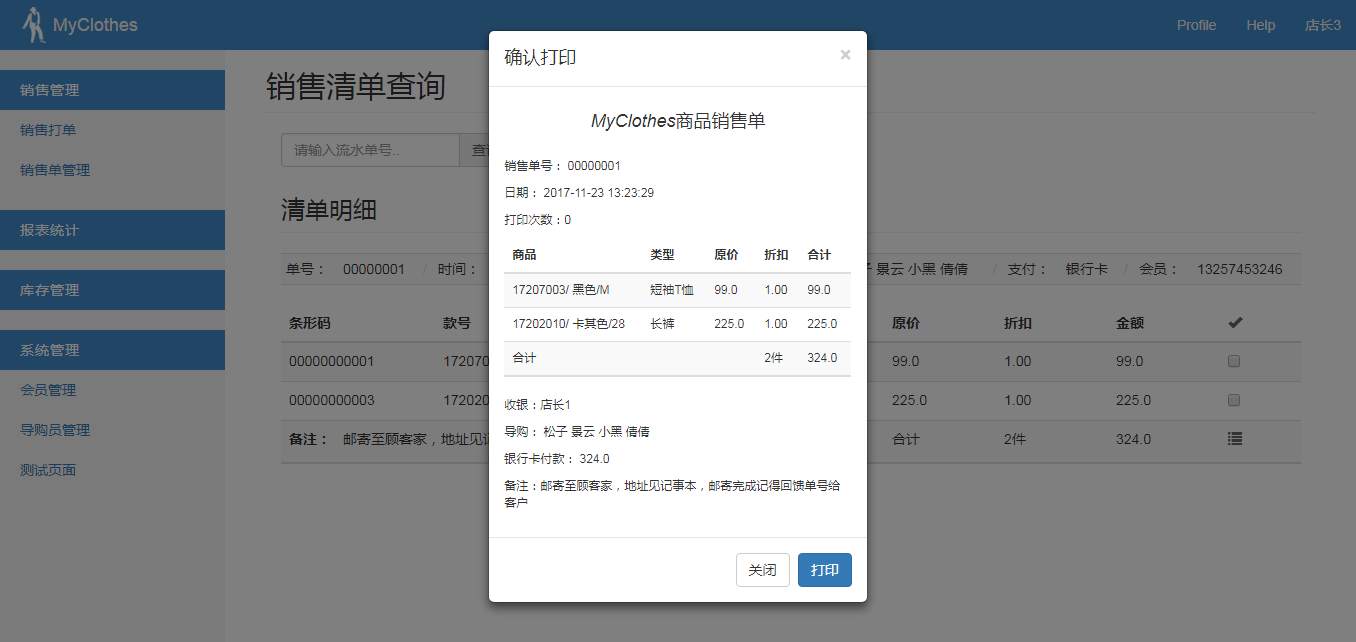 MyClothes
Profile Help 店长3
销售管理
销售打单
销售单管理
报表统计
库存管理
系统管理
会员管理
导购员管理
测试页面
销售清单查询
请输入流水单号..
清单明细
单号： 00000001 / 时间：
景云 小黑 倩倩 / 支付： 银行卡 / 会员： 13257453246
条形码 款号 原价 折扣 金额
00000000001 172070 99.0 1.00 99.0
00000000003 172020 225.0 1.00 225.0
备注： 邮寄至顾客家，地址见 合计 2件 324.0
确认打印 ×
MyClothes商品销售单
销售单号： 00000001
日期： 2017-11-23 13:23:29
打印次数：0
商品 类型 原价 折扣 合计
17207003/ 黑色/M 短袖T恤 99.0 1.00 99.0
17202010/ 卡其色/28 长裤 225.0 1.00 225.0
合计 2件 324.0
收银：店长1
导购： 松子 景云 小黑 倩倩
银行卡付款： 324.0
备注：邮寄至顾客家，地址见记事本，邮寄完成记得回馈单号给
客户
关闭 打印